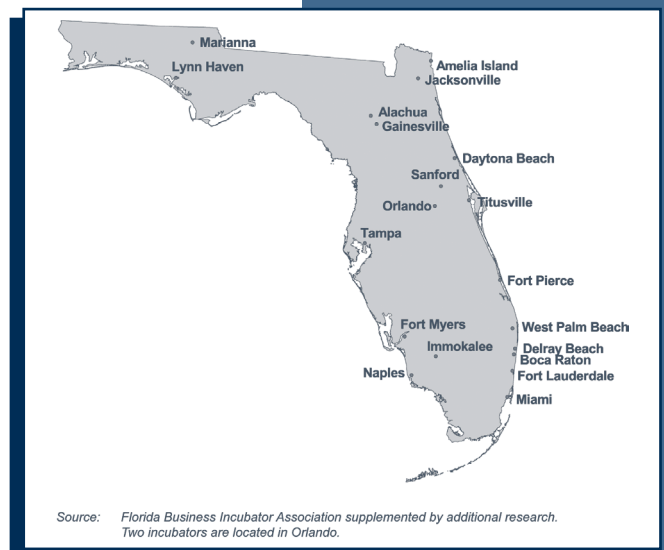 Marianna
Lynn Haven
Amelia Island
Jacksonville
Alachua
Gainesville
Daytona Beach
Sanford
Titusville
Orlando
Tampa
Fort Pierce
Fort Myers
West Palm Beach
Immokalee
Delray Beach
Boca Raton
Naples
Fort Lauderdale
Miami
Source: Florida Business Incubator Association supplemented by additional research.
Two incubators are located in Orlando.